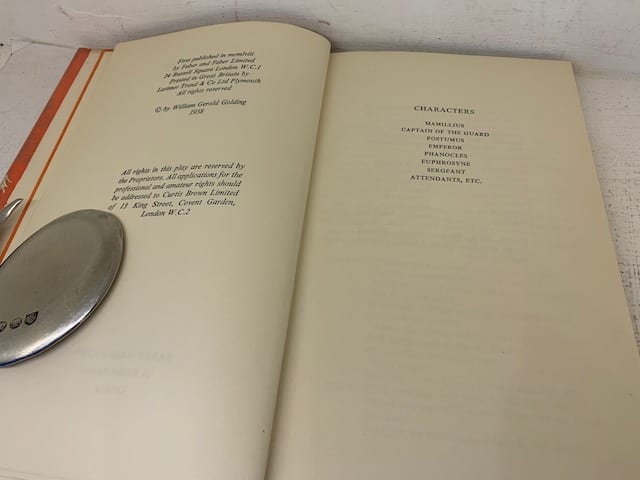 First published in mcmlviii
by Faber and Faber Limited
24 Russell Square London W.C.1
Printed in Great Britain by
Latimer Trend & Co Ltd Plymouth
All rights reserved
© by William Gerald Golding
1958
All rights in this play are reserved by
the Proprietors. All applications for the
professional and amateur rights should
be addressed to Curtis Brown Limited
of 13 King Street, Covent Garden,
London W.C.2
CHARACTERS
MAMILLIUS
CAPTAIN OF THE GUARD
POSTUMUS
EMPEROR
PHANOCLES
EUPHROSYNE
SERGEANT
ATTENDANTS, ETC.